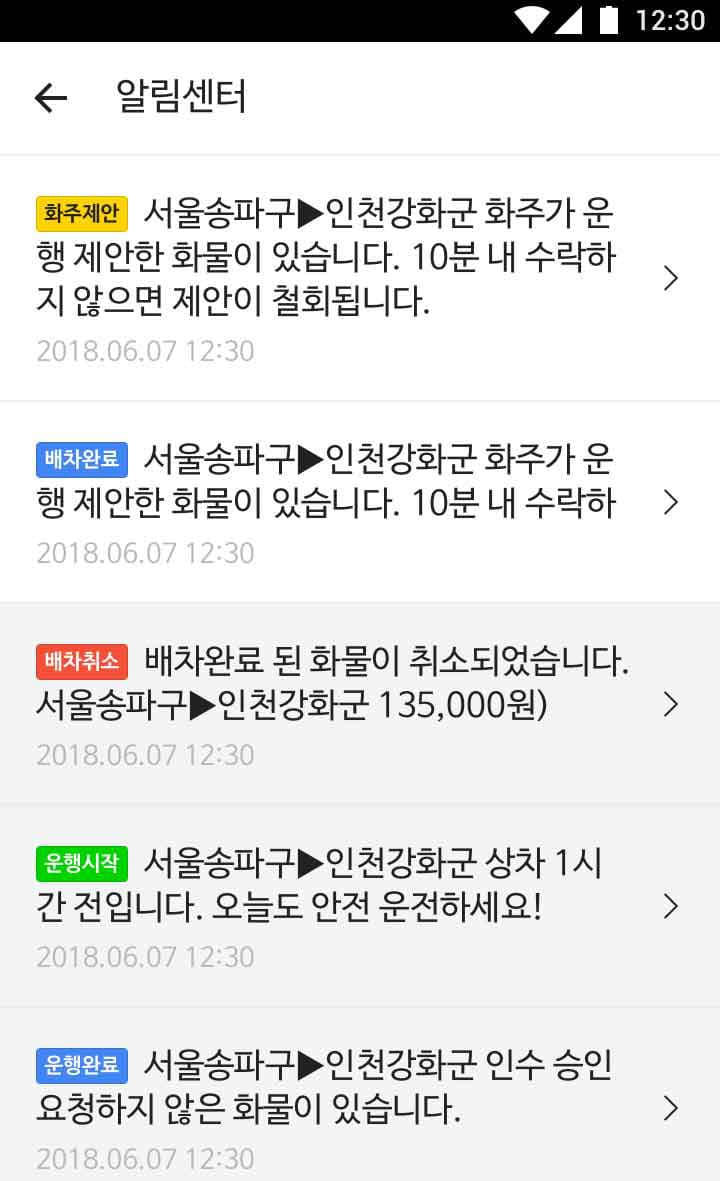 12:30
알림센터
화주제안 서울송파구▶인천강화군 화주가 운
행 제안한 화물이 있습니다. 10분 내 수락하
지 않으면 제안이 철회됩니다.
2018.06.07 12:30
배차완료 서울송파구▶인천강화군 화주가 운
행 제안한 화물이 있습니다. 10분 내 수락하
2018.06.07 12:30
배차취소 배차완료 된 화물이 취소되었습니다.
서울송파구▶인천강화군 135,000원)
2018.06.07 12:30
운행시작 서울송파구▶인천강화군 상차 1시
간 전입니다. 오늘도 안전 운전하세요!
2018.06.07 12:30
운행완료 서울송파구▶인천강화군 인수 승인
요청하지 않은 화물이 있습니다.
2018.06.07 12:30